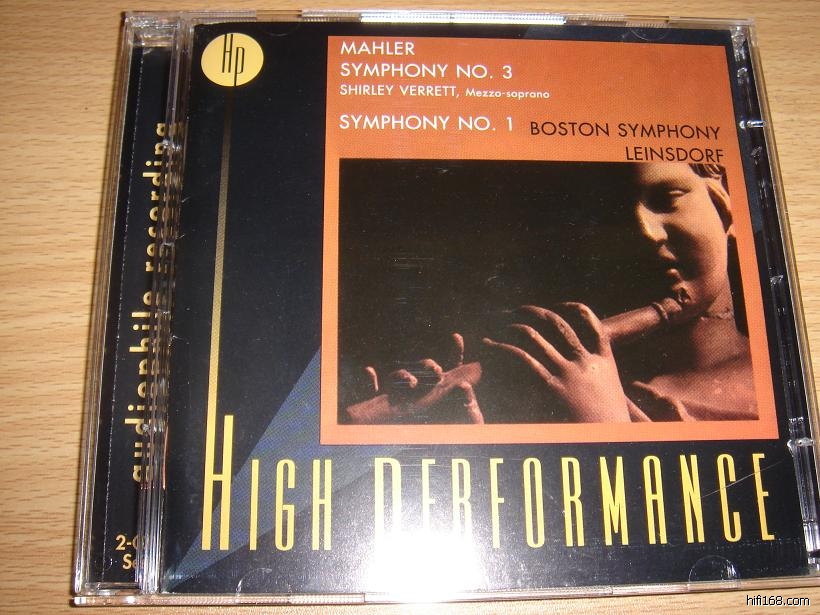 Hp
MAHLER
SYMPHONY NO. 3
SHIRLEY VERRETT, Mezzo-soprano
SYMPHONY NO. 1
BOSTON SYMPHONY
LEINSDORF
audiophile recording
HIGH PERFORMANCE
hifi168.com